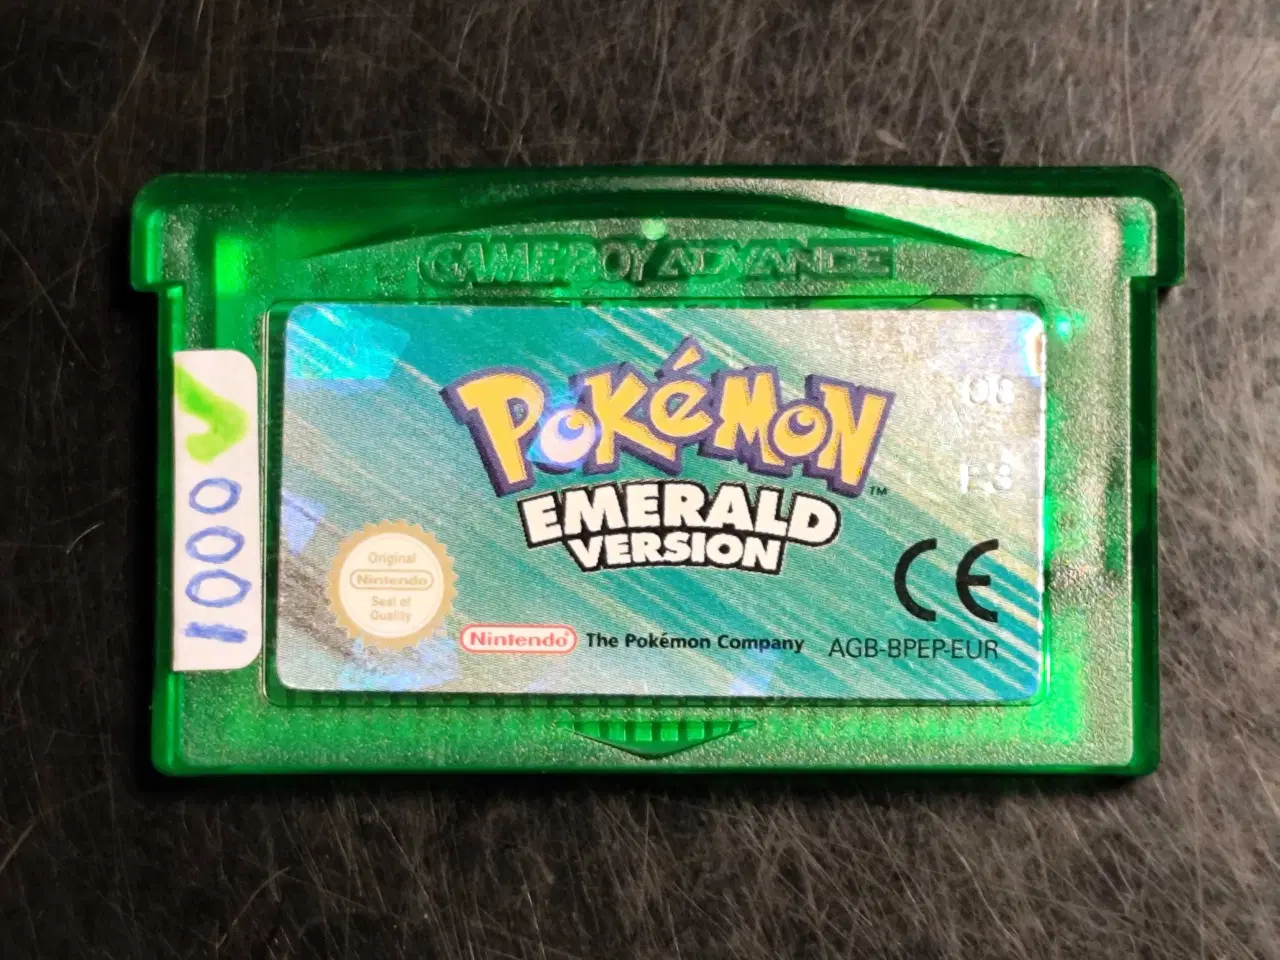 GAME BOY ADVANCE
1000
POKéMON
™
EMERALD
VERSION
Original
Nintendo
Seal of
Quality
Nintendo
The Pokémon Company
CE
AGB-BPEP-EUR